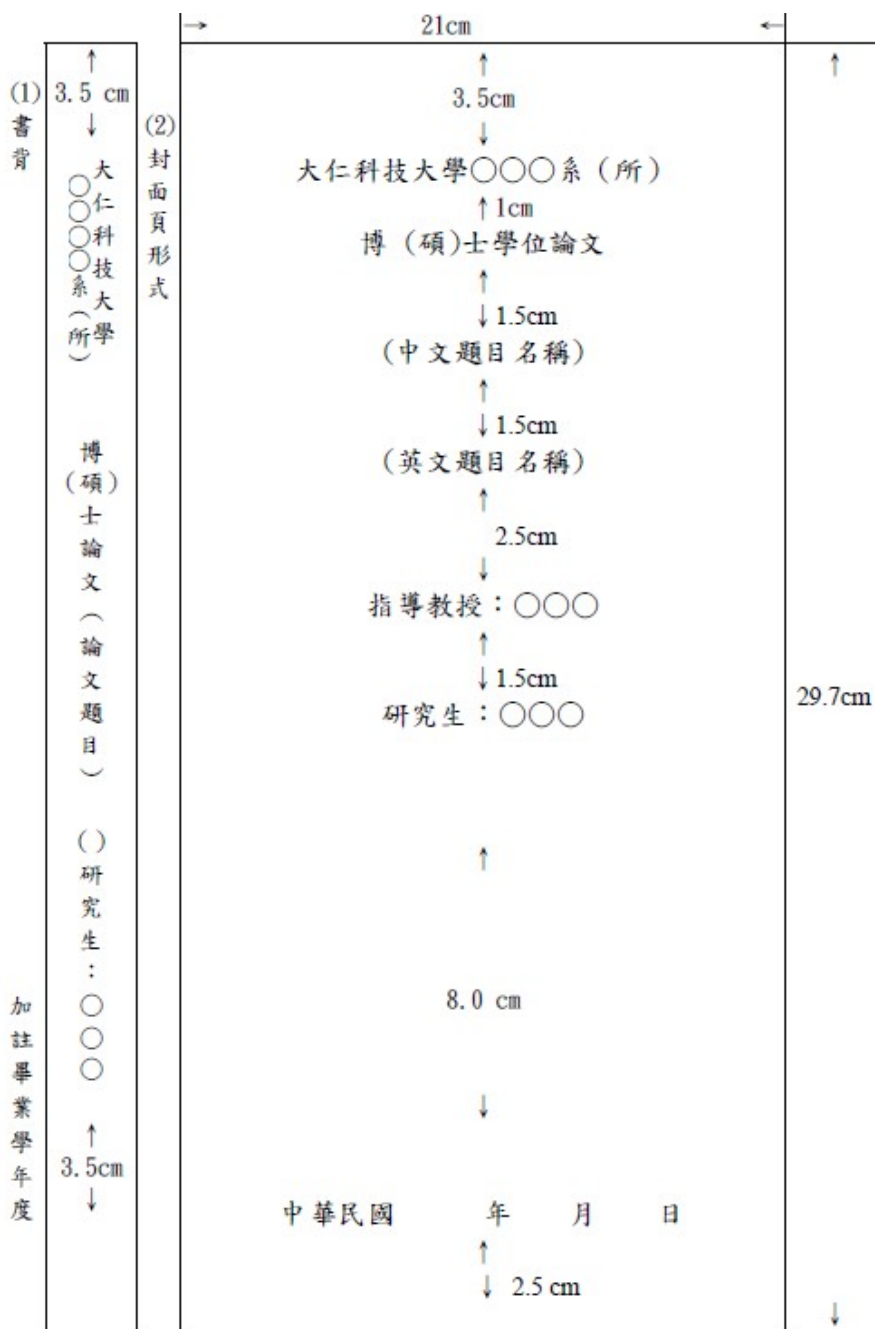 (1)書背
3.5 cm
大仁科技大學
○○○○系(所)
博(碩)士論文(論文題目)
()研究生:○○○
3.5cm
加註畢業學年度
(2)封面頁形式
→ 21cm ←
↑
3.5cm
↓
大仁科技大學○○○系(所)
↑1cm
博(碩)士學位論文
↑
↓1.5cm
(中文題目名稱)
↑
↓1.5cm
(英文題目名稱)
↑
2.5cm
↓
指導教授:○○○
↑
↓1.5cm
研究生:○○○
↑
8.0 cm
↓
中華民國 年 月 日
↑
↓ 2.5 cm
↑
29.7cm
↓